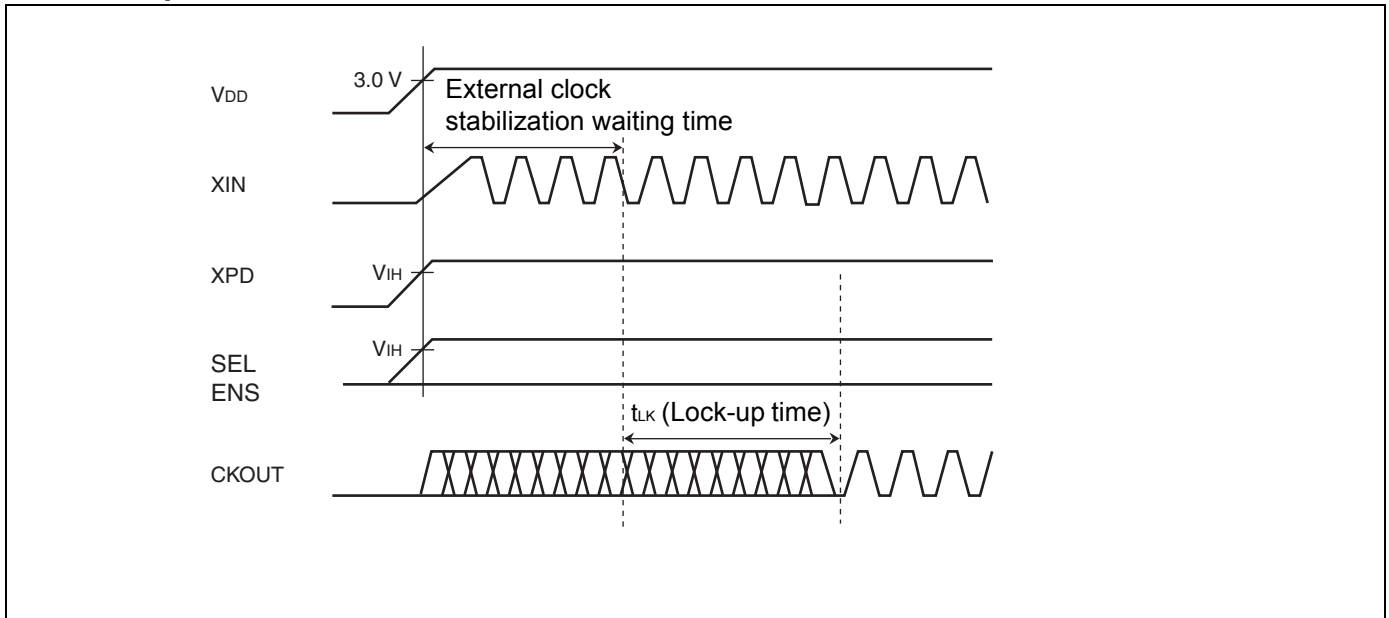 VDD
3.0 V
External clock
stabilization waiting time
XIN
XPD
VIH
SEL
ENS
VIH
tLK (Lock-up time)
CKOUT